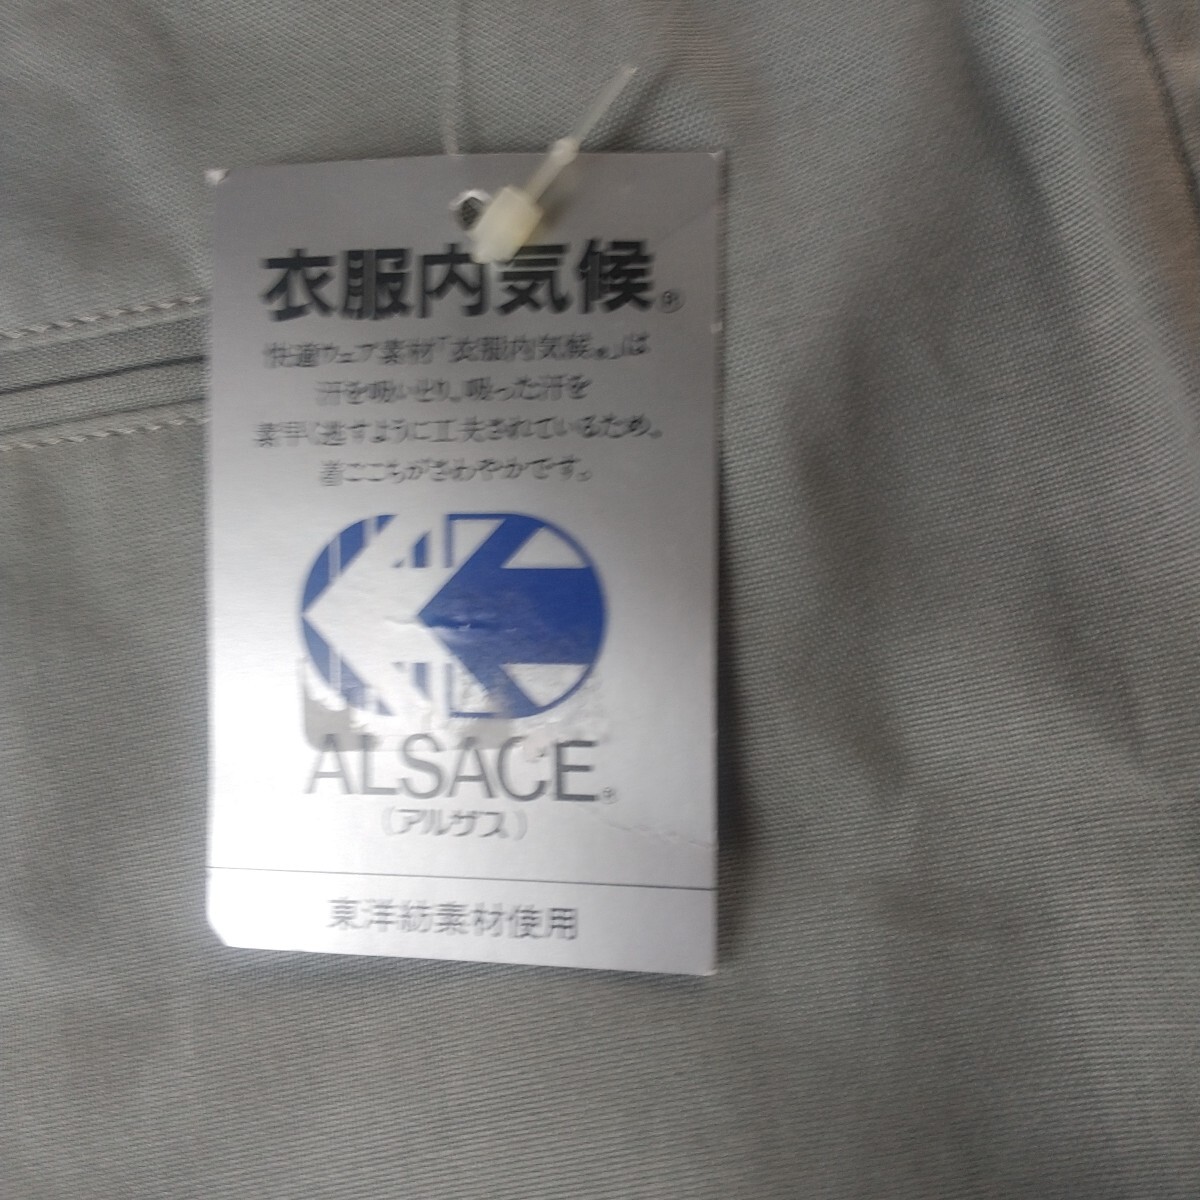 衣服内気候®
快適ウェア素材「衣服内気候®」は
汗を吸いとり、吸った汗を
素早く逃すように工夫されているため、
着ごこちがさわやかです。
ALSACE®
(アルザス)
東洋紡素材使用